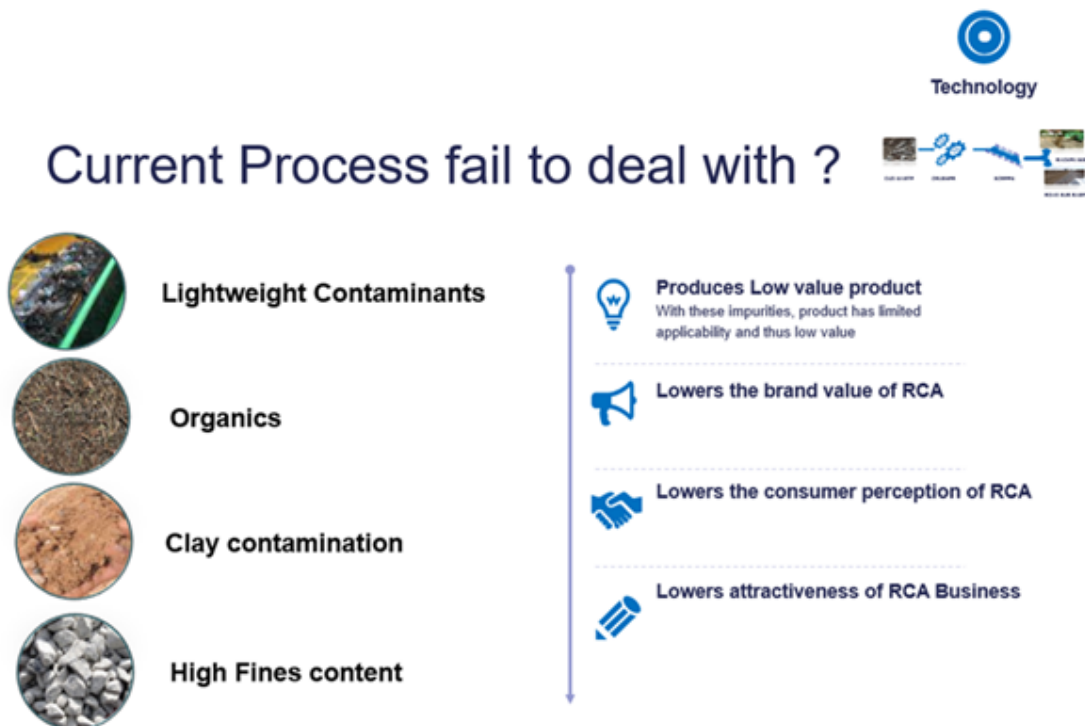 Technology
Current Process fail to deal with ?
Lightweight Contaminants
Organics
Clay contamination
High Fines content
Produces Low value product
With these impurities, product has limited
applicability and thus low value
Lowers the brand value of RCA
Lowers the consumer perception of RCA
Lowers attractiveness of RCA Business